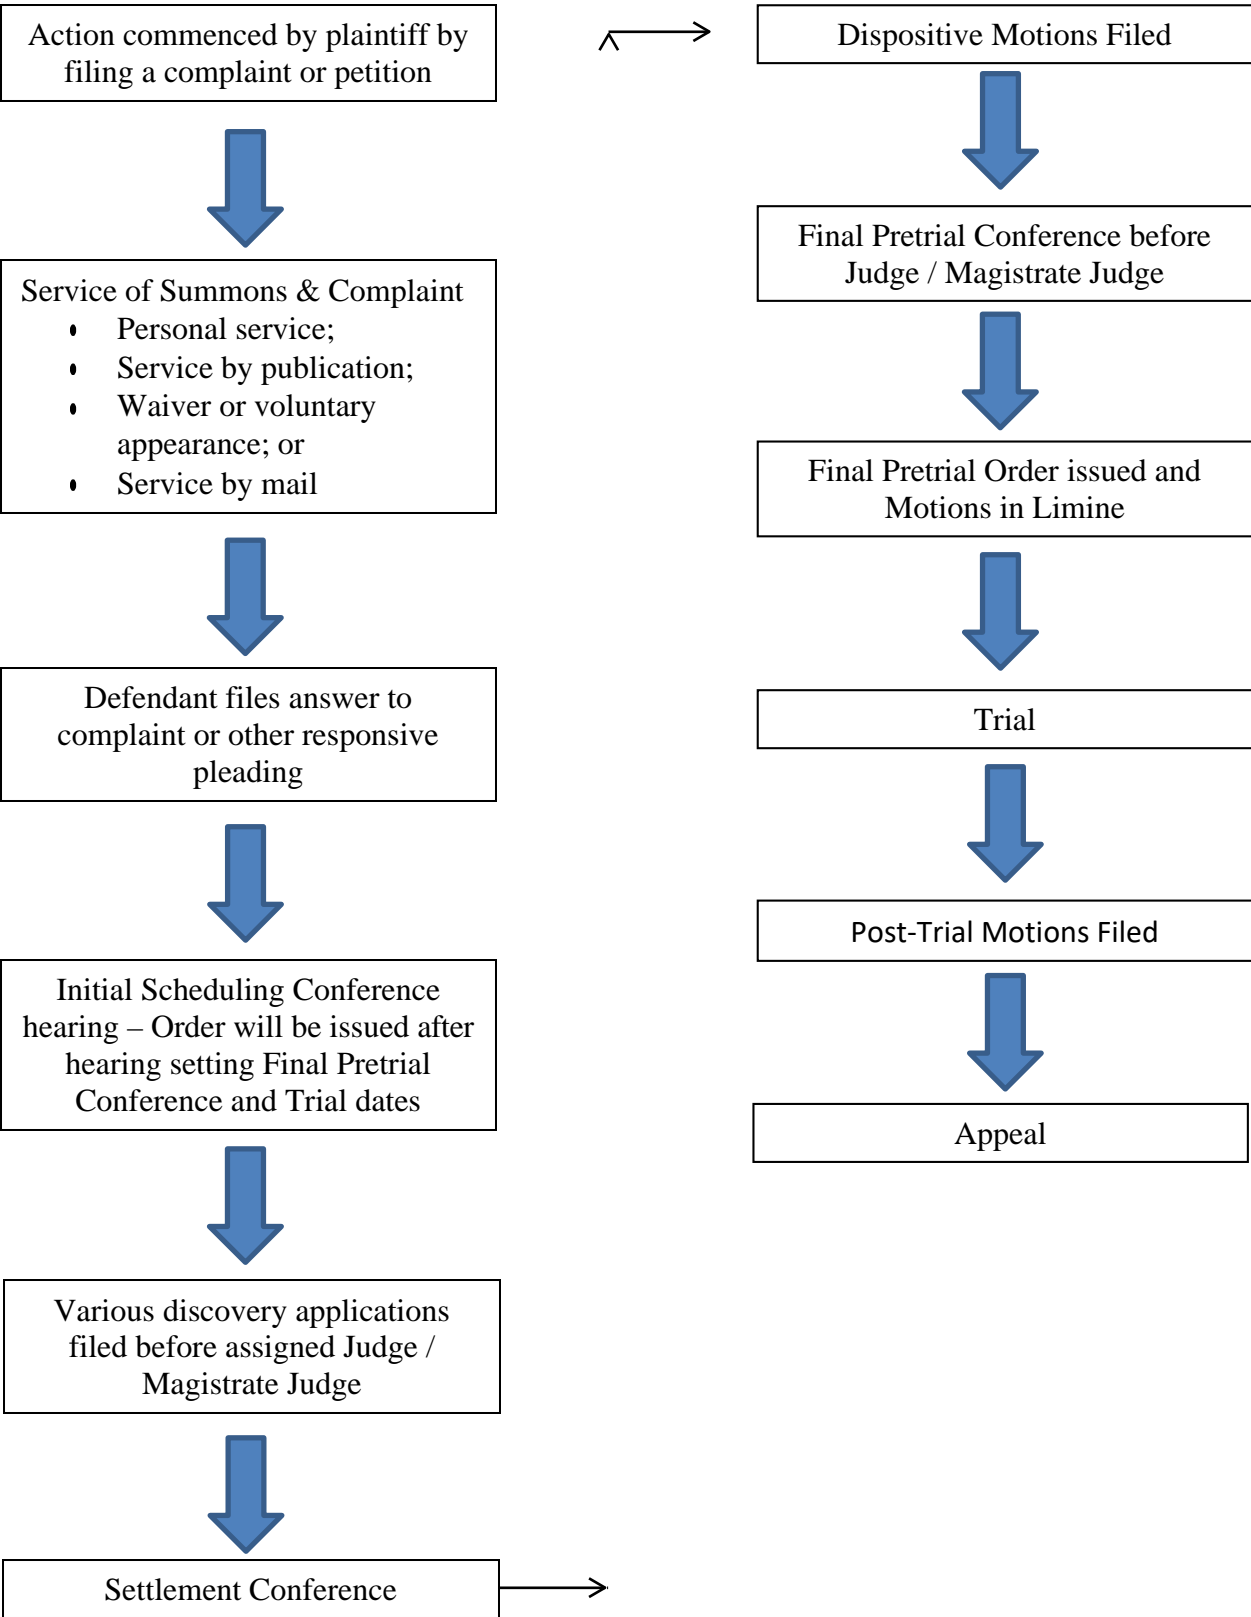 Action commenced by plaintiff by
filing a complaint or petition
Service of Summons & Complaint
• Personal service;
• Service by publication;
• Waiver or voluntary
appearance; or
• Service by mail
Defendant files answer to
complaint or other responsive
pleading
Initial Scheduling Conference
hearing – Order will be issued after
hearing setting Final Pretrial
Conference and Trial dates
Various discovery applications
filed before assigned Judge /
Magistrate Judge
Settlement Conference
Dispositive Motions Filed
Final Pretrial Conference before
Judge / Magistrate Judge
Final Pretrial Order issued and
Motions in Limine
Trial
Post-Trial Motions Filed
Appeal